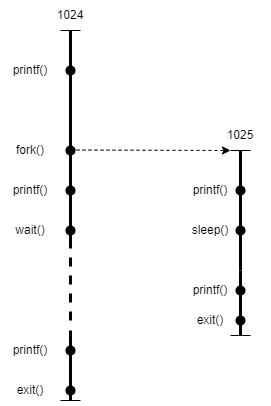 1024
printf()
fork()
1025
printf()
printf()
wait()
sleep()
printf()
exit()
printf()
exit()